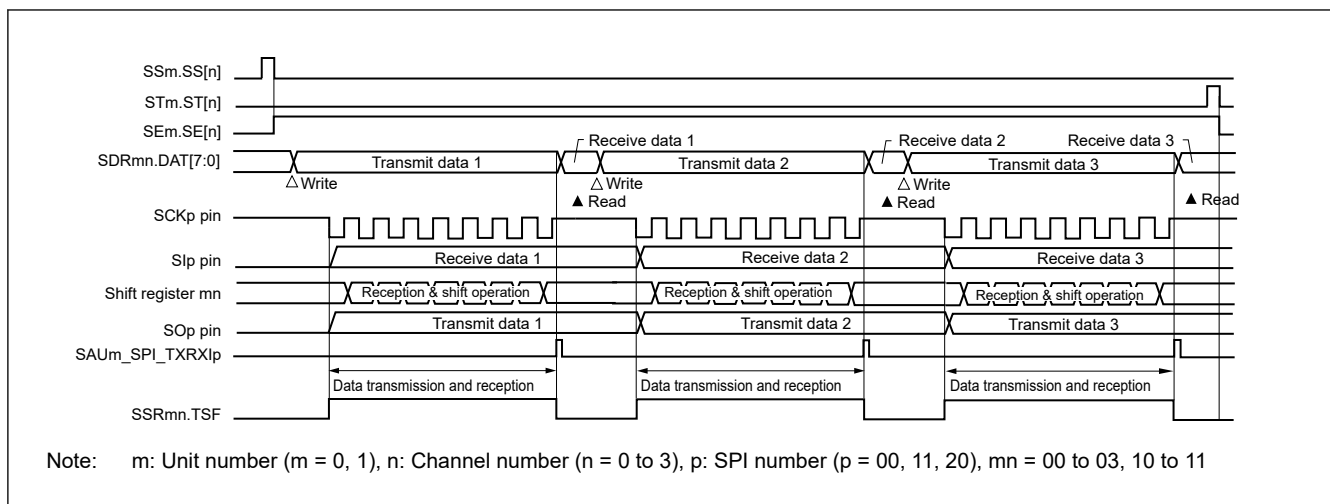 SSm.SS[n]
STm.ST[n]
SEm.SE[n]
Receive data 1 Receive data 2 Receive data 3
SDRmn.DAT[7:0] Transmit data 1 Transmit data 2 Transmit data 3
△Write △Write △Write
▲Read ▲Read ▲Read
SCKp pin
SIp pin Receive data 1 Receive data 2 Receive data 3
Shift register mn Reception & shift operation Reception & shift operation Reception & shift operation
SOp pin Transmit data 1 Transmit data 2 Transmit data 3
SAUm_SPI_TXRXIp
Data transmission and reception Data transmission and reception Data transmission and reception
SSRmn.TSF
Note: m: Unit number (m = 0, 1), n: Channel number (n = 0 to 3), p: SPI number (p = 00, 11, 20), mn = 00 to 03, 10 to 11